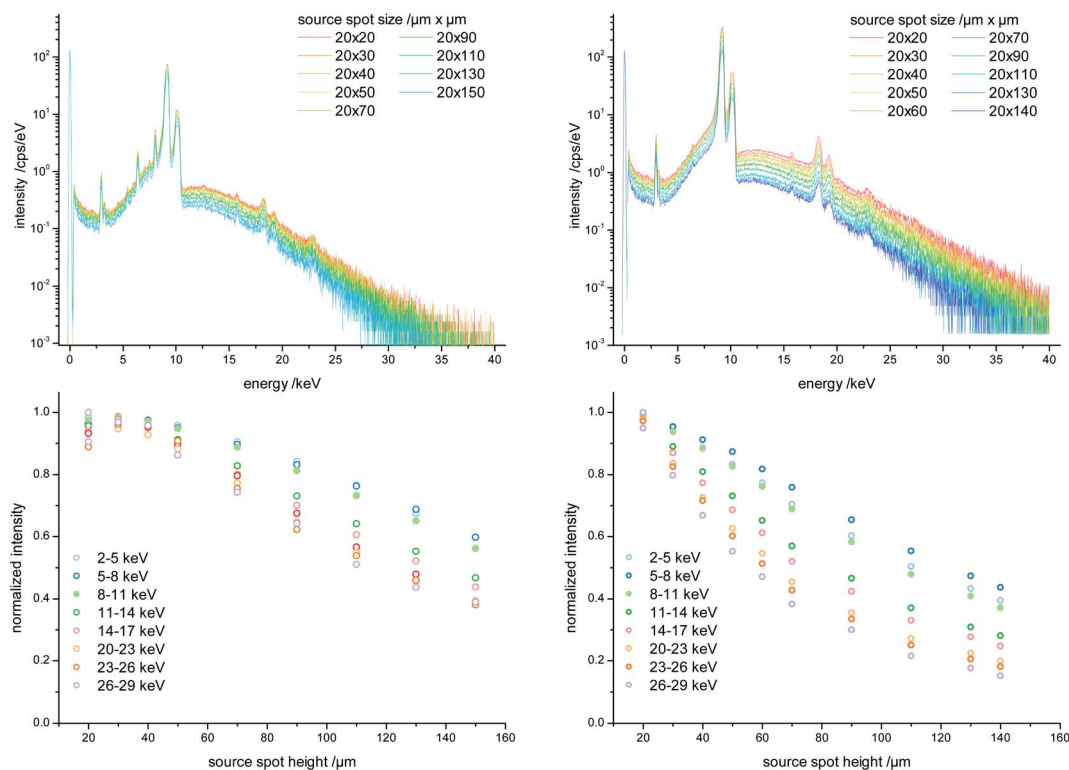 source spot size /µm x µm
20x20 20x90
20x30 20x110
20x40 20x130
20x50 20x150
20x70
10² 10¹ 10⁰ 10⁻¹ 10⁻² 10⁻³
intensity /cps/eV
0 5 10 15 20 25 30 35 40
energy /keV
source spot size /µm x µm
20x20 20x70
20x30 20x90
20x40 20x110
20x50 20x130
20x60 20x140
10² 10¹ 10⁰ 10⁻¹ 10⁻² 10⁻³
intensity /cps/eV
0 5 10 15 20 25 30 35 40
energy /keV
1.0 0.8 0.6 0.4 0.2 0.0
normalized intensity
2-5 keV
5-8 keV
8-11 keV
11-14 keV
14-17 keV
20-23 keV
23-26 keV
26-29 keV
20 40 60 80 100 120 140 160
source spot height/µm
1.0 0.8 0.6 0.4 0.2 0.0
normalized intensity
2-5 keV
5-8 keV
8-11 keV
11-14 keV
14-17 keV
20-23 keV
23-26 keV
26-29 keV
20 40 60 80 100 120 140 160
source spot height/µm